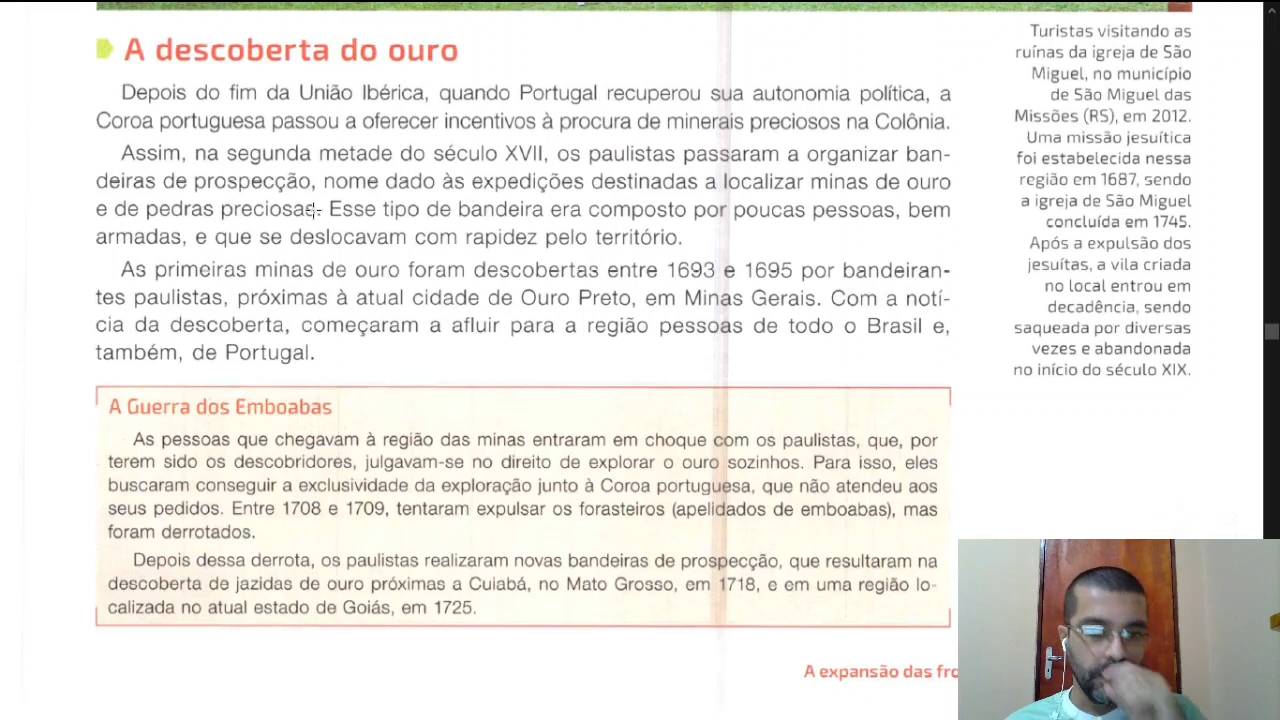 A descoberta do ouro
Depois do fim da União Ibérica, quando Portugal recuperou sua autonomia política, a
Coroa portuguesa passou a oferecer incentivos à procura de minerais preciosos na Colônia.
Assim, na segunda metade do século XVII, os paulistas passaram a organizar ban-
deiras de prospecção, nome dado às expedições destinadas a localizar minas de ouro
e de pedras preciosas. Esse tipo de bandeira era composto por poucas pessoas, bem
armadas, e que se deslocavam com rapidez pelo território.
As primeiras minas de ouro foram descobertas entre 1693 e 1695 por bandeiran-
tes paulistas, próximas à atual cidade de Ouro Preto, em Minas Gerais. Com a notí-
cia da descoberta, começaram a afluir para a região pessoas de todo o Brasil e,
também, de Portugal.
A Guerra dos Emboabas
As pessoas que chegavam à região das minas entraram em choque com os paulistas, que, por
terem sido os descobridores, julgavam-se no direito de explorar o ouro sozinhos. Para isso, eles
buscaram conseguir a exclusividade da exploração junto à Coroa portuguesa, que não atendeu aos
seus pedidos. Entre 1708 e 1709, tentaram expulsar os forasteiros (apelidados de emboabas), mas
foram derrotados.
Depois dessa derrota, os paulistas realizaram novas bandeiras de prospecção, que resultaram na
descoberta de jazidas de ouro próximas a Cuiabá, no Mato Grosso, em 1718, e em uma região lo-
calizada no atual estado de Goiás, em 1725.
Turistas visitando as
ruínas da igreja de São
Miguel, no município
de São Miguel das
Missões (RS), em 2012.
Uma missão jesuítica
foi estabelecida nessa
região em 1687, sendo
a igreja de São Miguel
concluída em 1745.
Após a expulsão dos
jesuítas, a vila criada
no local entrou em
decadência, sendo
saqueada por diversas
vezes e abandonada
no início do século XIX.
A expansão das fro